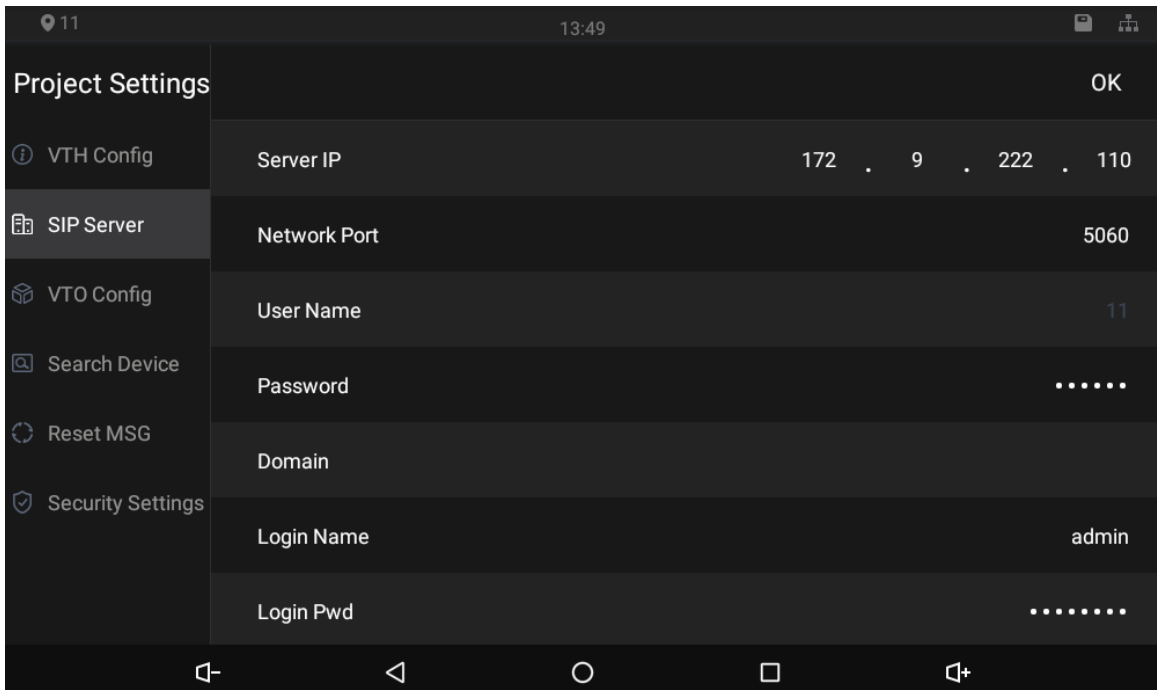 11
13:49
Project Settings
OK
VTH Config
SIP Server
VTO Config
Search Device
Reset MSG
Security Settings
Server IP 172 . 9 . 222 . 110
Network Port 5060
User Name 11
Password ••••••
Domain
Login Name admin
Login Pwd ••••••••